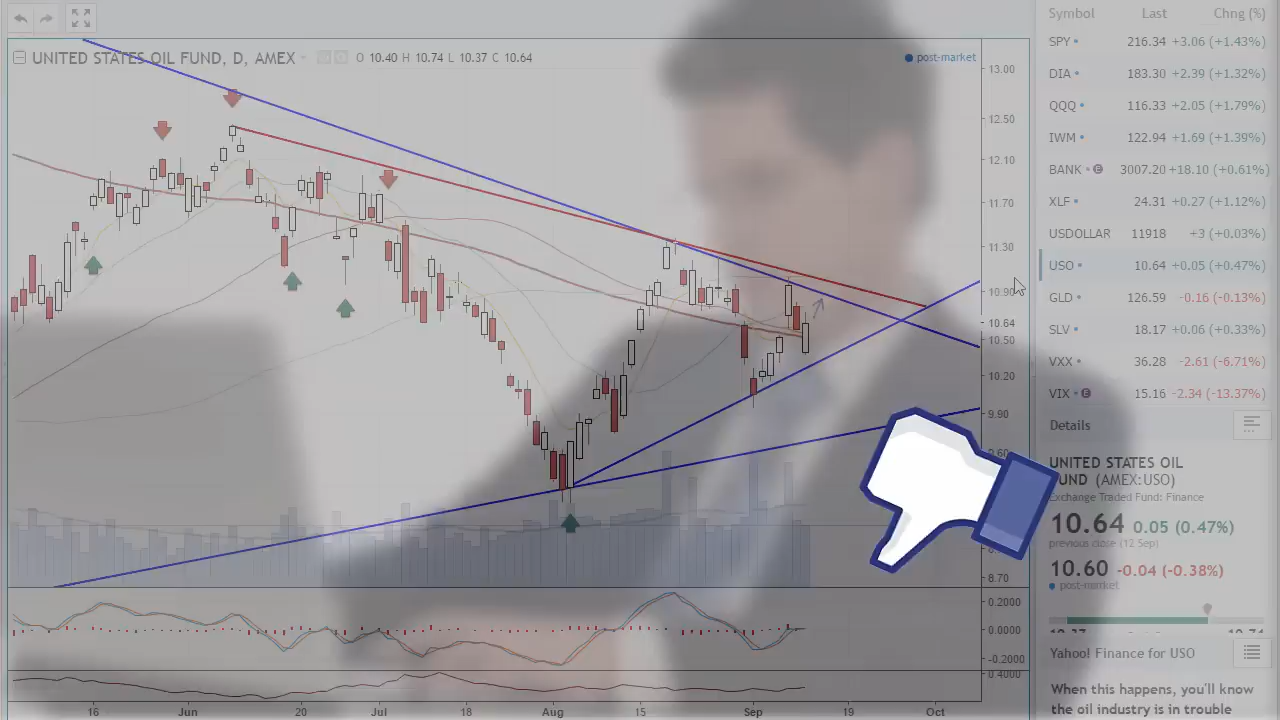 Symbol Last Chng (%)
UNITED STATES OIL FUND, D, AMEX O 10.40 H 10.74 L 10.37 C 10.64
post-market
SPY 216.34 +3.06 (+1.43%)
DIA 183.30 +2.39 (+1.32%)
QQQ 116.33 +2.05 (+1.79%)
IWM 122.94 +1.69 (+1.39%)
BANK E 3007.20 +18.10 (+0.61%)
XLF 24.31 +0.27 (+1.12%)
USDOLLAR 11918 +3 (+0.03%)
USO 10.64 +0.05 (+0.47%)
GLD 126.59 -0.16 (-0.13%)
SLV 18.17 +0.06 (+0.33%)
VXX 36.28 -2.61 (-6.71%)
VIX E 15.16 -2.34 (-13.37%)
13.00
12.50
12.10
11.70
11.30
10.90
10.64
10.50
10.20
9.90
8.70
0.2000
0.0000
-0.2000
0.4000
16 Jun 20 Jul 18 Aug 15 Sep 19 Oct
Details
UNITED STATES OIL
FUND (AMEX:USO)
Exchange Traded Fund: Finance
10.64 0.05 (0.47%)
previous close (12 Sep)
10.60 -0.04 (-0.38%)
post-market
10.37 10.74
Yahoo! Finance for USO
When this happens, you'll know
the oil industry is in trouble